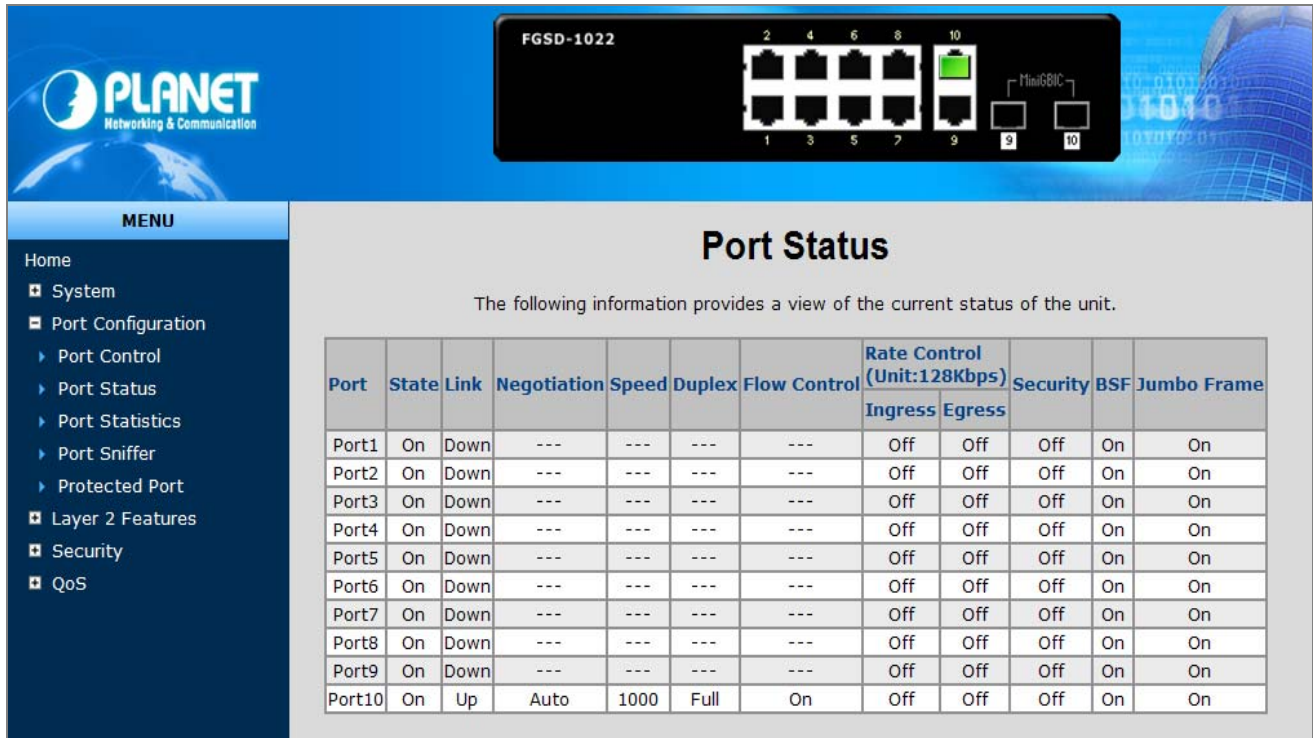 FGSD-1022
2 4 6 8 10
MiniGBIC
1 3 5 7 9 9 10
PLANET
Networking & Communication
MENU
Home
System
Port Configuration
Port Control
Port Status
Port Statistics
Port Sniffer
Protected Port
Layer 2 Features
Security
QoS
Port Status
The following information provides a view of the current status of the unit.
Port State Link Negotiation Speed Duplex Flow Control Rate Control (Unit:128Kbps) Security BSF Jumbo Frame
Ingress Egress
Port1 On Down --- --- --- --- Off Off Off On On
Port2 On Down --- --- --- --- Off Off Off On On
Port3 On Down --- --- --- --- Off Off Off On On
Port4 On Down --- --- --- --- Off Off Off On On
Port5 On Down --- --- --- --- Off Off Off On On
Port6 On Down --- --- --- --- Off Off Off On On
Port7 On Down --- --- --- --- Off Off Off On On
Port8 On Down --- --- --- --- Off Off Off On On
Port9 On Down --- --- --- --- Off Off Off On On
Port10 On Up Auto 1000 Full On Off Off Off On On